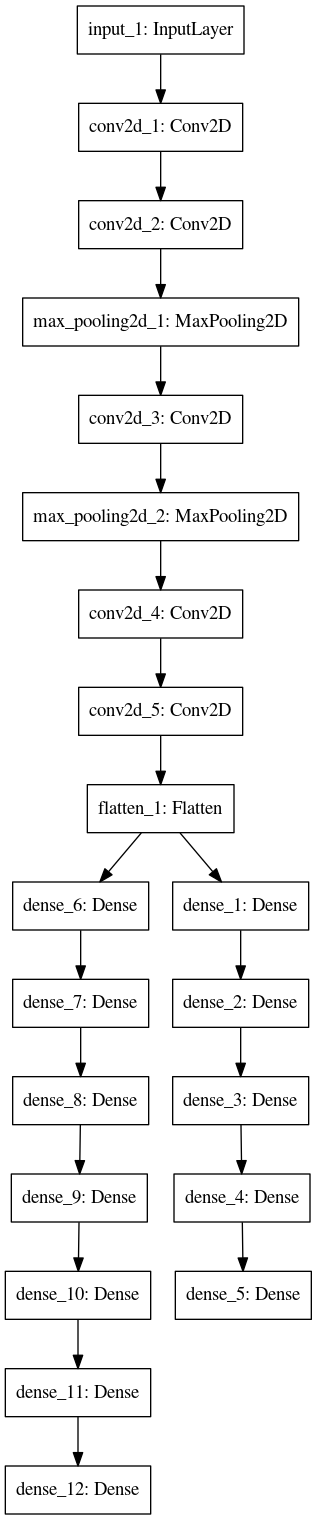 input_1: InputLayer
conv2d_1: Conv2D
conv2d_2: Conv2D
max_pooling2d_1: MaxPooling2D
conv2d_3: Conv2D
max_pooling2d_2: MaxPooling2D
conv2d_4: Conv2D
conv2d_5: Conv2D
flatten_1: Flatten
dense_6: Dense
dense_1: Dense
dense_7: Dense
dense_2: Dense
dense_8: Dense
dense_3: Dense
dense_9: Dense
dense_4: Dense
dense_10: Dense
dense_5: Dense
dense_11: Dense
dense_12: Dense